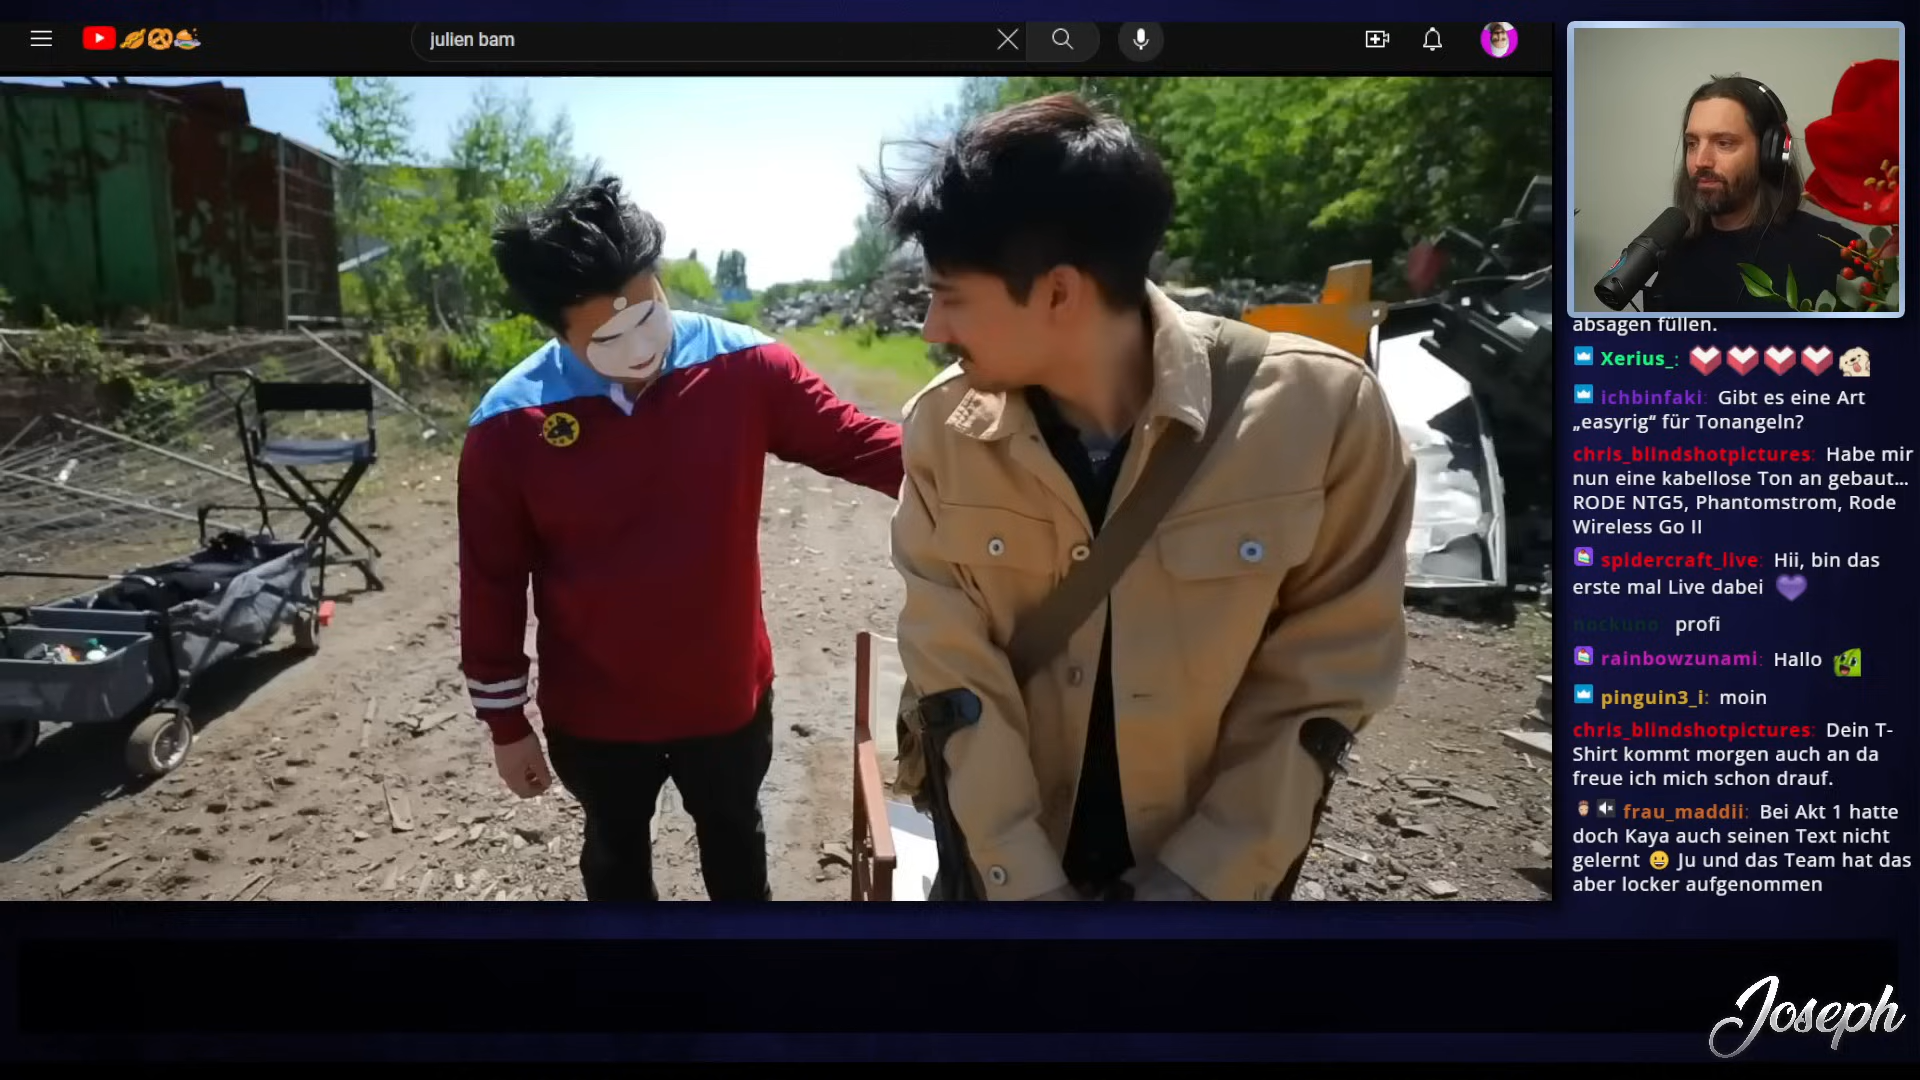 julien bam
absagen füllen.
Xerius_:
ichbinfaki: Gibt es eine Art
„easyrig“ für Tonangeln?
chris_blindshotpictures: Habe mir
nun eine kabellose Ton an gebaut...
RODE NTG5, Phantomstrom, Rode
Wireless Go II
spidercraft_live: Hii, bin das
erste mal Live dabei
nockuno: profi
rainbowzunami: Hallo
pinguin3_i: moin
chris_blindshotpictures: Dein T-
Shirt kommt morgen auch an da
freue ich mich schon drauf.
frau_maddii: Bei Akt 1 hatte
doch Kaya auch seinen Text nicht
gelernt 😀 Ju und das Team hat das
aber locker aufgenommen
Joseph